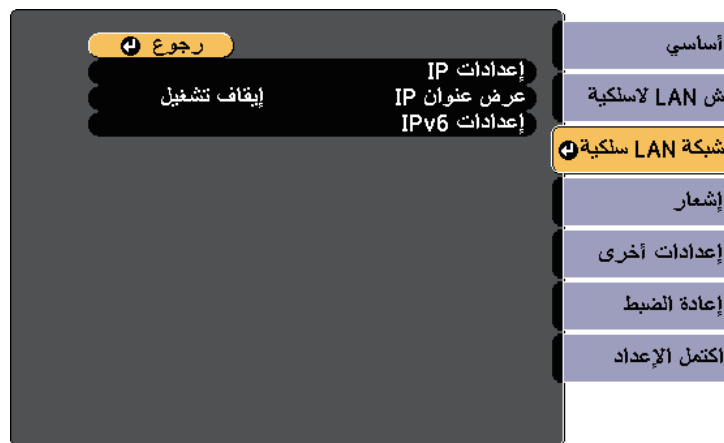 أساسي
ش LAN لاسلكية
شبكة LAN سلكية
إشعار
إعدادات أخرى
إعادة الضبط
اكتمل الإعداد
رجوع
إعدادات IP
عرض عنوان IP إيقاف تشغيل
إعدادات IPv6